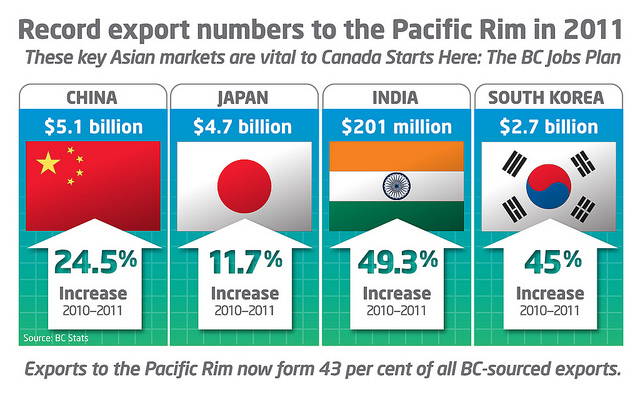 Record export numbers to the Pacific Rim in 2011
These key Asian markets are vital to Canada Starts Here: The BC Jobs Plan
CHINA
$5.1 billion
24.5%
Increase
2010–2011
JAPAN
$4.7 billion
11.7%
Increase
2010–2011
INDIA
$201 million
49.3%
Increase
2010–2011
SOUTH KOREA
$2.7 billion
45%
Increase
2010–2011
Source: BC Stats
Exports to the Pacific Rim now form 43 per cent of all BC-sourced exports.